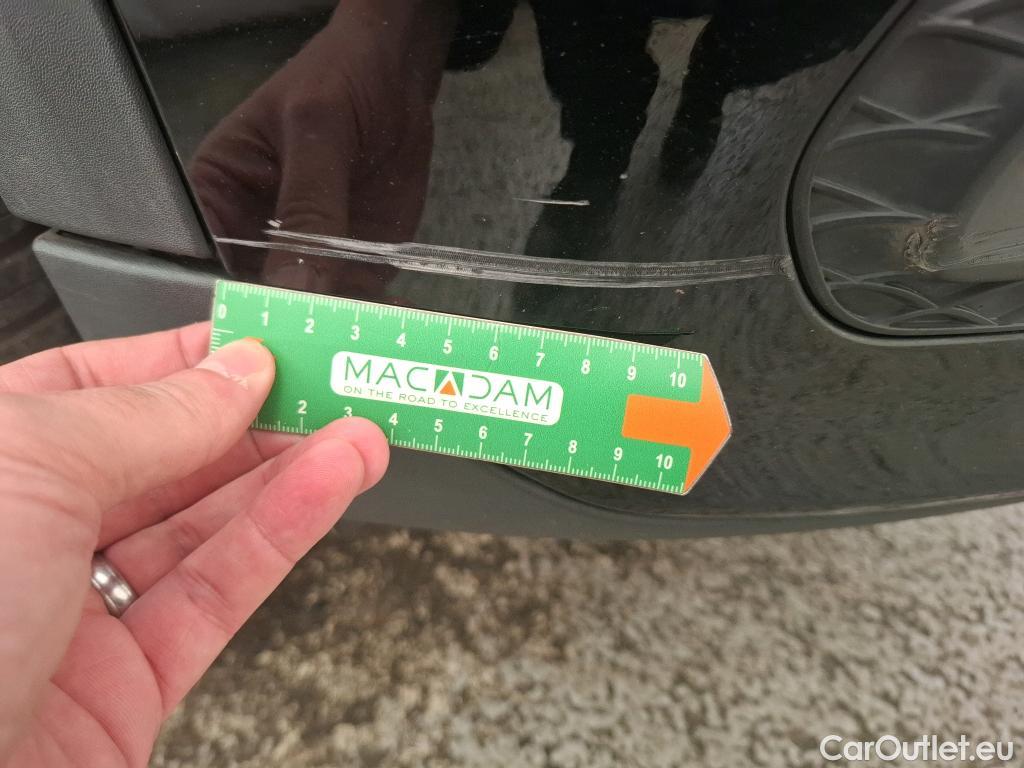 0 1 2 3 4 5 6 7 8 9 10
MACADAM
ON THE ROAD TO EXCELLENCE
2 3 4 5 6 7 8 9 10
CarOutlet.eu